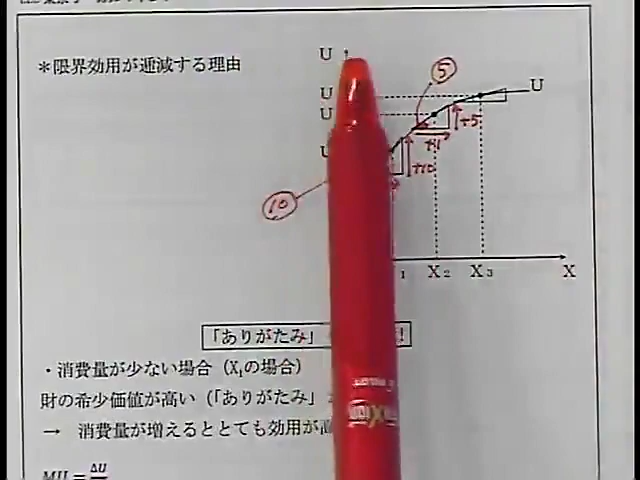 *限界効用が逓減する理由
U
U
U
U
U
5
+5
+1
+10
10
1 X2 X3 X
「ありがたみ」 !
・消費量が少ない場合（X1の場合）
財の希少価値が高い（「ありがたみ」
→ 消費量が増えるととても効用が
MU = ΔU